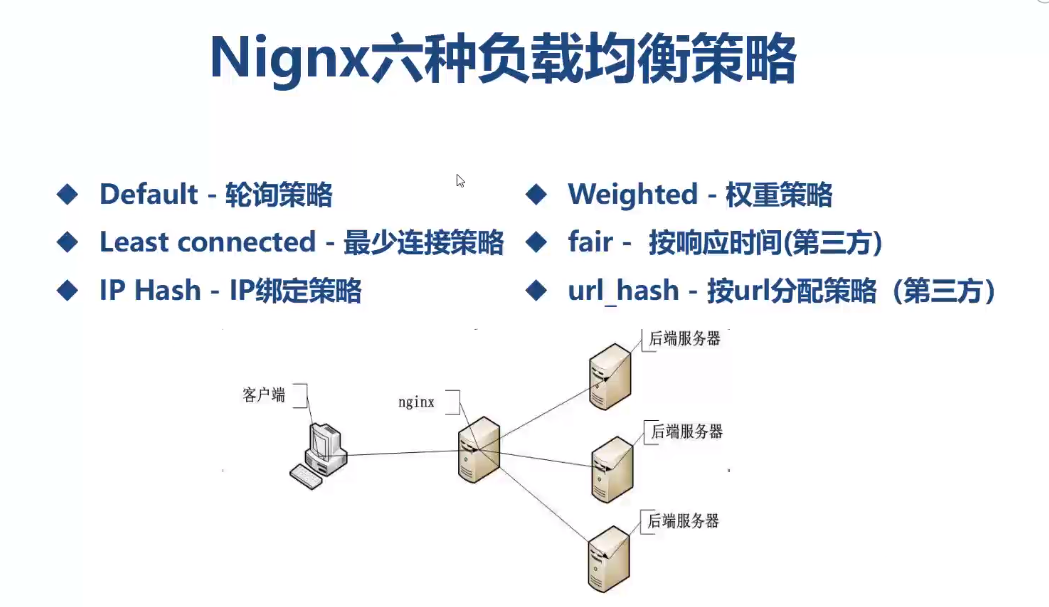 Nignx六种负载均衡策略
Default - 轮询策略
Weighted - 权重策略
Least connected - 最少连接策略
fair - 按响应时间(第三方)
IP Hash - IP绑定策略
url_hash - 按url分配策略（第三方）
后端服务器
客户端
nginx
后端服务器
后端服务器